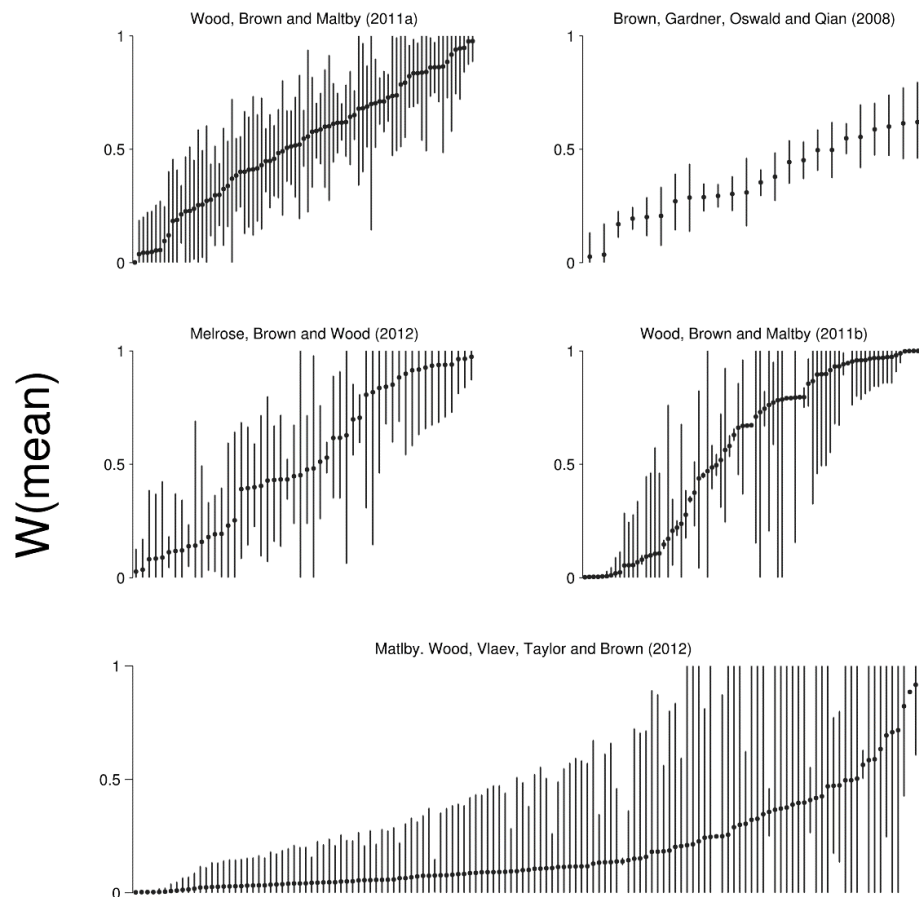 Wood, Brown and Maltby (2011a)
1
0.5
0
Brown, Gardner, Oswald and Qian (2008)
1
0.5
0
W(mean)
Melrose, Brown and Wood (2012)
1
0.5
0
Wood, Brown and Maltby (2011b)
1
0.5
0
Matlby. Wood, Vlaev, Taylor and Brown (2012)
1
0.5
0